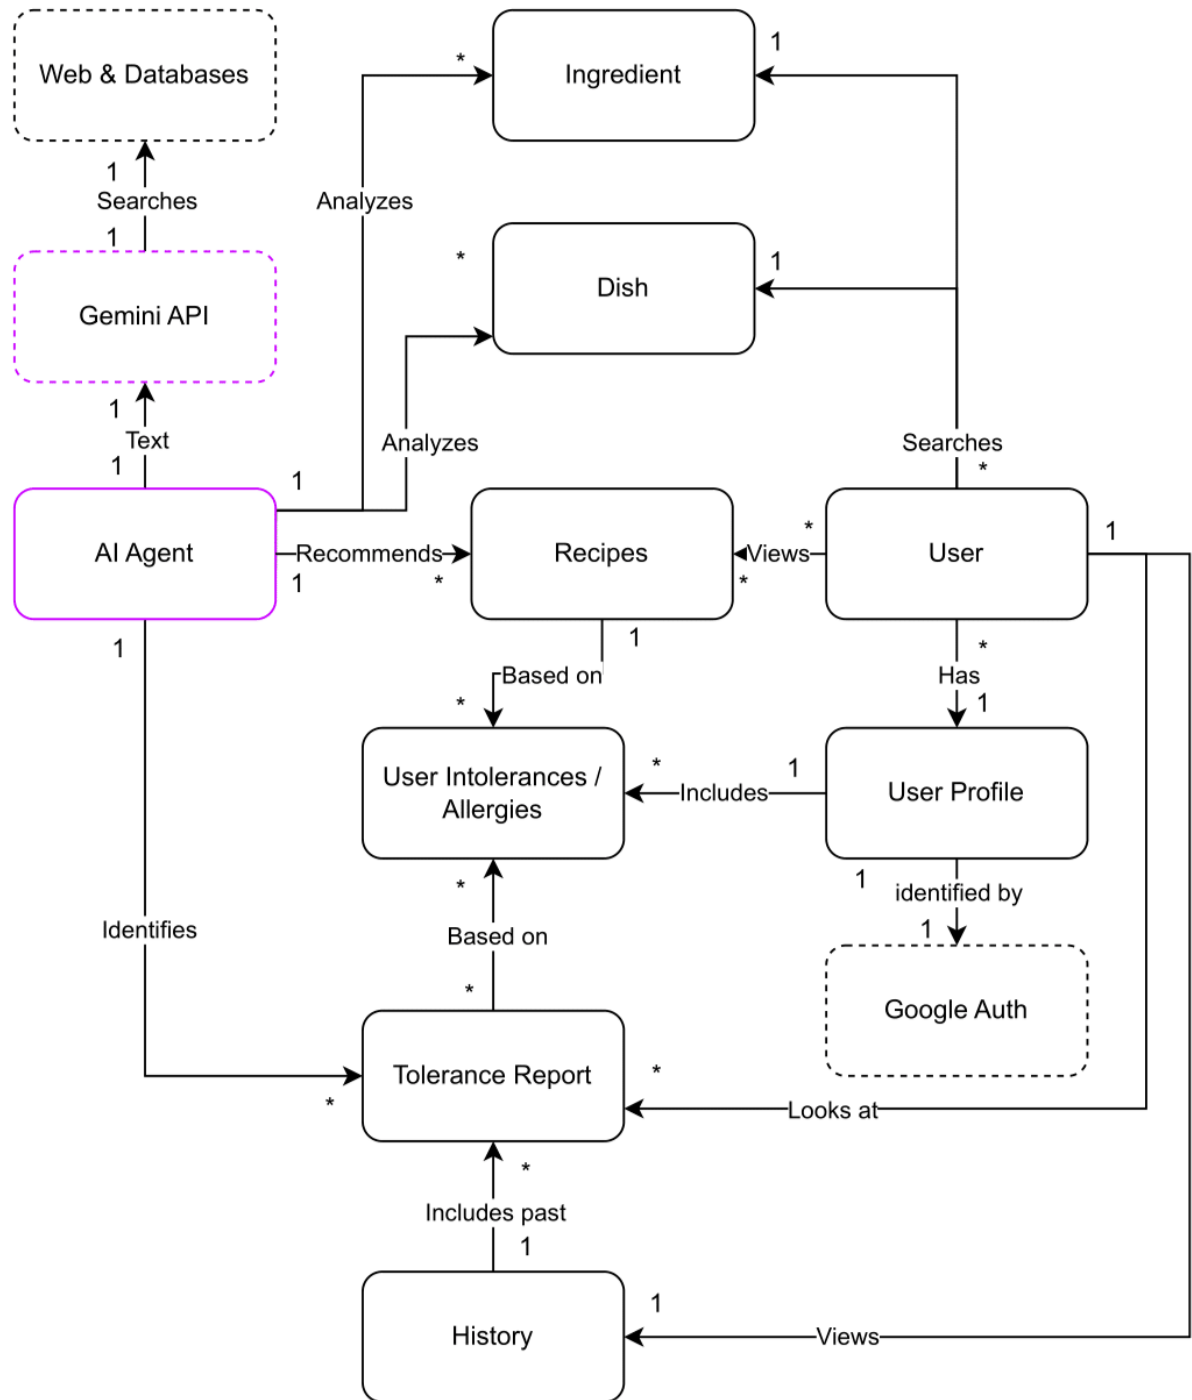 *
1
Web & Databases
Ingredient
1
Searches
Analyzes
1
*
1
Dish
Gemini API
1
Text
Analyzes
Searches
1
1
*
AI Agent
Recommends
Recipes
*
Views
User
1
1
*
*
1
1
*
Based on
Has
*
1
User Intolerances /
Allergies
*
1
Includes
User Profile
*
1
identified by
Identifies
Based on
1
*
Google Auth
Tolerance Report
*
*
Looks at
*
Includes past
1
1
History
Views